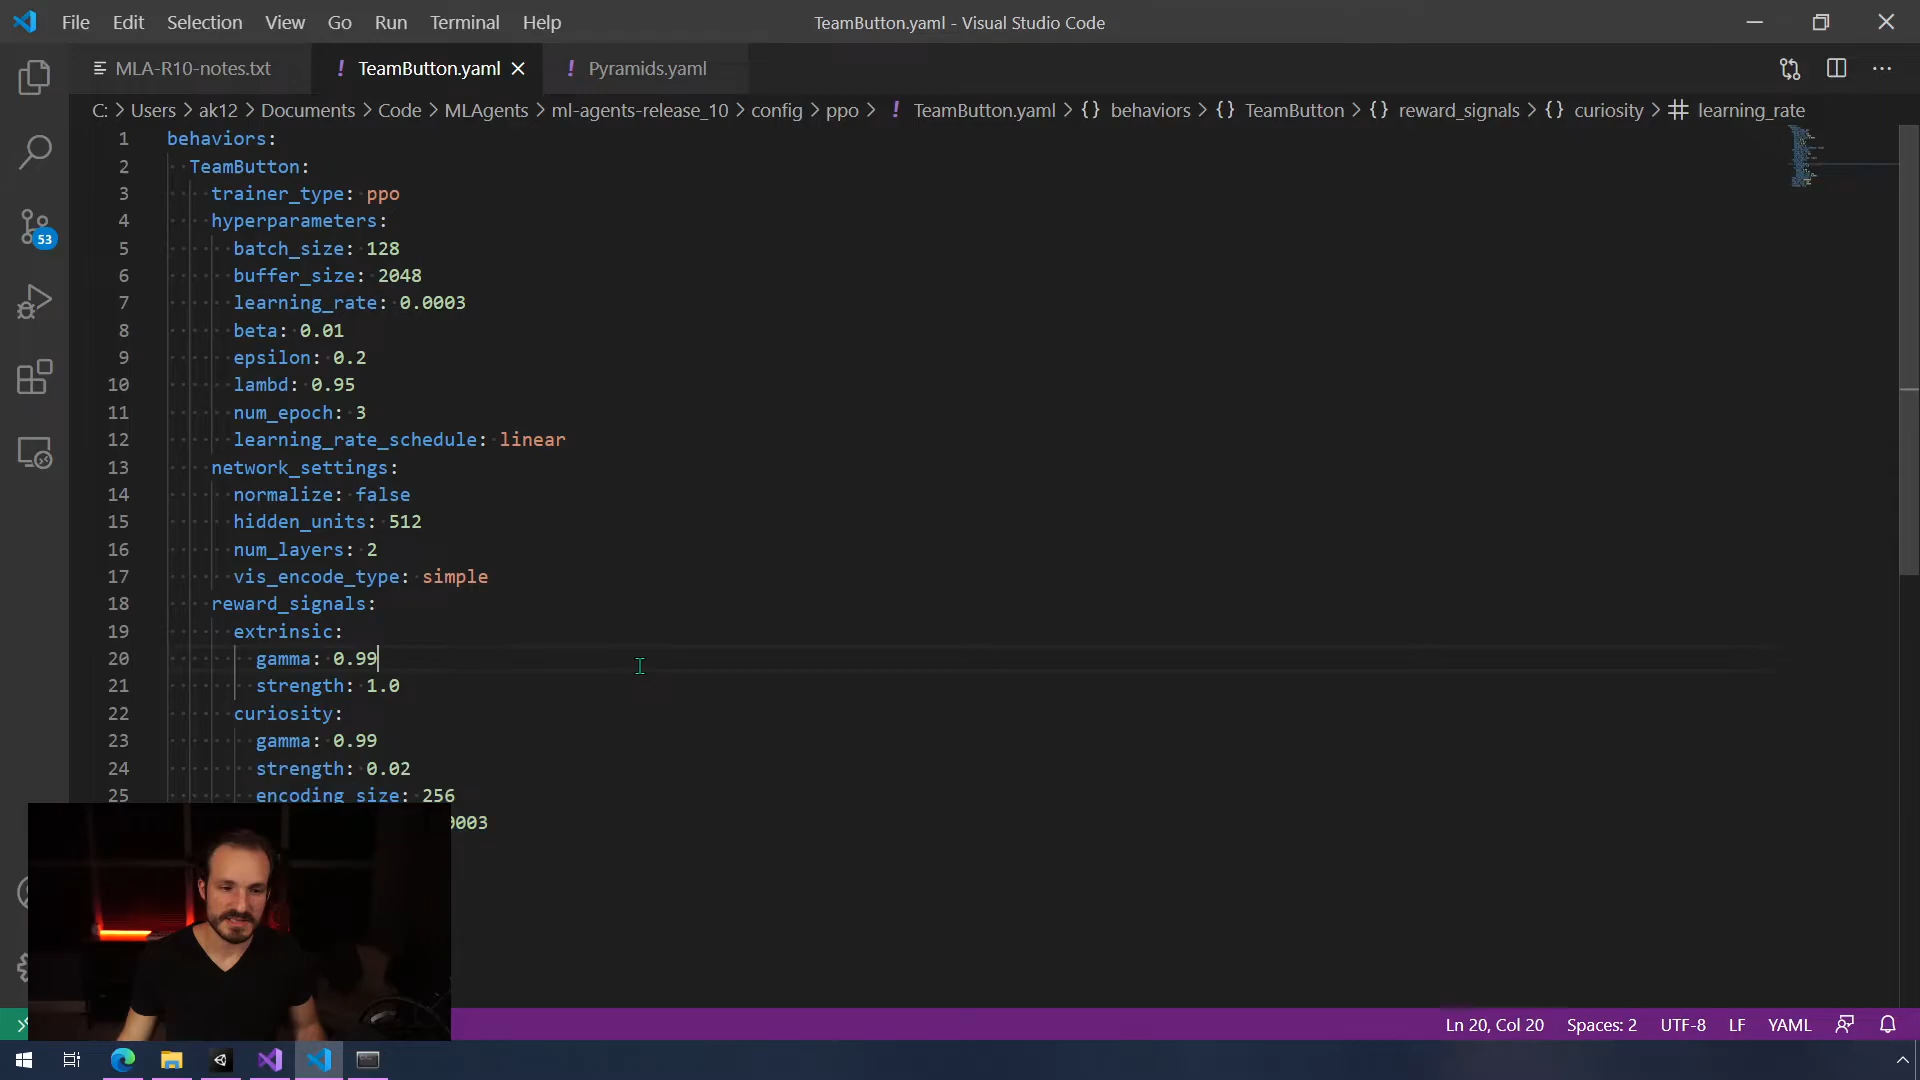 File Edit Selection View Go Run Terminal Help TeamButton.yaml - Visual Studio Code
MLA-R10-notes.txt ! TeamButton.yaml ! Pyramids.yaml
C: > Users > ak12 > Documents > Code > MLAgents > ml-agents-release_10 > config > ppo > ! TeamButton.yaml > {} behaviors > {} TeamButton > {} reward_signals > {} curiosity > # learning_rate
1 behaviors:
2 TeamButton:
3 trainer_type: ppo
4 hyperparameters:
5 batch_size: 128
6 buffer_size: 2048
7 learning_rate: 0.0003
8 beta: 0.01
9 epsilon: 0.2
10 lambd: 0.95
11 num_epoch: 3
12 learning_rate_schedule: linear
13 network_settings:
14 normalize: false
15 hidden_units: 512
16 num_layers: 2
17 vis_encode_type: simple
18 reward_signals:
19 extrinsic:
20 gamma: 0.99
21 strength: 1.0
22 curiosity:
23 gamma: 0.99
24 strength: 0.02
25 encoding_size: 256
0003
53
Ln 20, Col 20 Spaces: 2 UTF-8 LF YAML